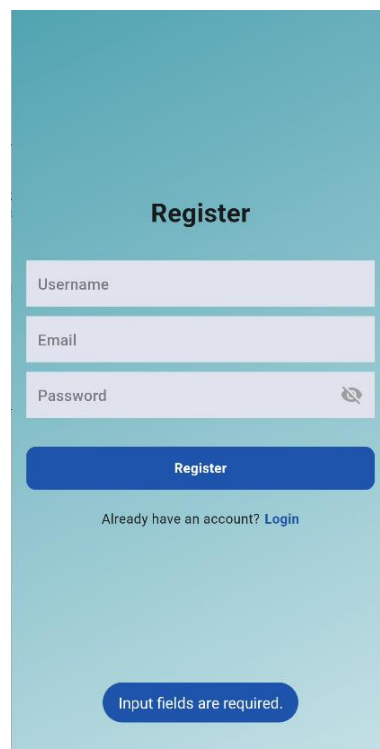 Register
Username
Email
Password
Register
Already have an account? Login
Input fields are required.